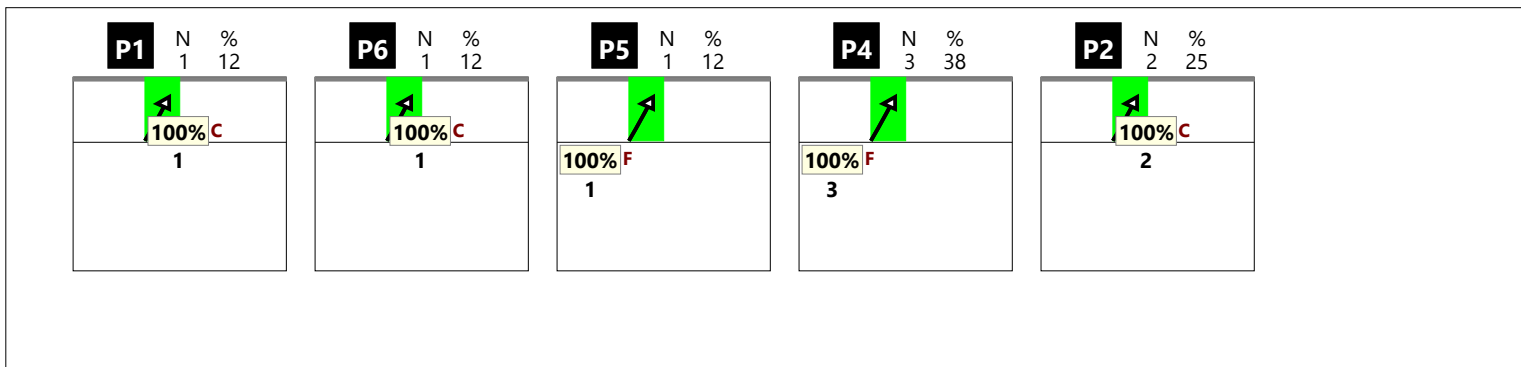 P1 N % 1 12
P6 N % 1 12
P5 N % 1 12
P4 N % 3 38
P2 N % 2 25
100% C
1
100% C
1
100% F
1
100% F
3
100% C
2